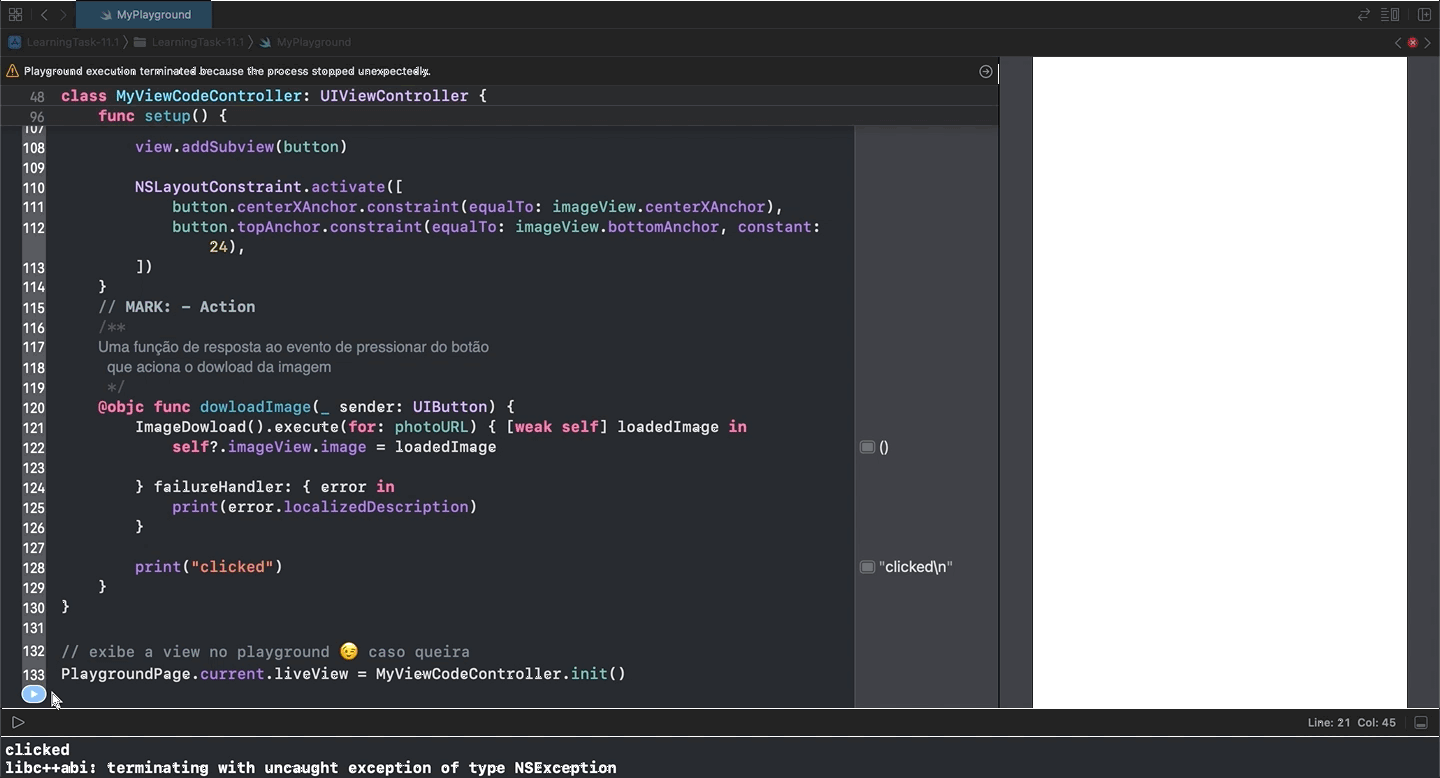 MyPlayground
LearningTask-11.1 LearningTask-11.1 MyPlayground
Playground execution terminated because the process stopped unexpectedly.
48 class MyViewCodeController: UIViewController {
96 func setup() {
107
108 view.addSubview(button)
109
110 NSLayoutConstraint.activate([
111 button.centerXAnchor.constraint(equalTo: imageView.centerXAnchor),
112 button.topAnchor.constraint(equalTo: imageView.bottomAnchor, constant:
24),
113 ])
114 }
115 // MARK: - Action
116 /**
117 Uma função de resposta ao evento de pressionar do botão
118 que aciona o dowload da imagem
119 */
120 @objc func dowloadImage(_ sender: UIButton) {
121 ImageDowload().execute(for: photoURL) { [weak self] loadedImage in
122 self?.imageView.image = loadedImage ()
123
124 } failureHandler: { error in
125 print(error.localizedDescription)
126 }
127
128 print("clicked") "clicked\n"
129 }
130 }
131
132 // exibe a view no playground 😉 caso queira
133 PlaygroundPage.current.liveView = MyViewCodeController.init()
Line: 21 Col: 45
clicked
libc++abi: terminating with uncaught exception of type NSException